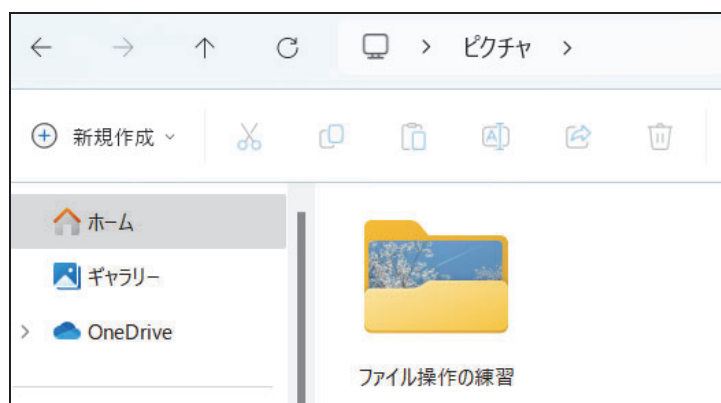 ピクチャ
新規作成
ホーム
ギャラリー
OneDrive
ファイル操作の練習